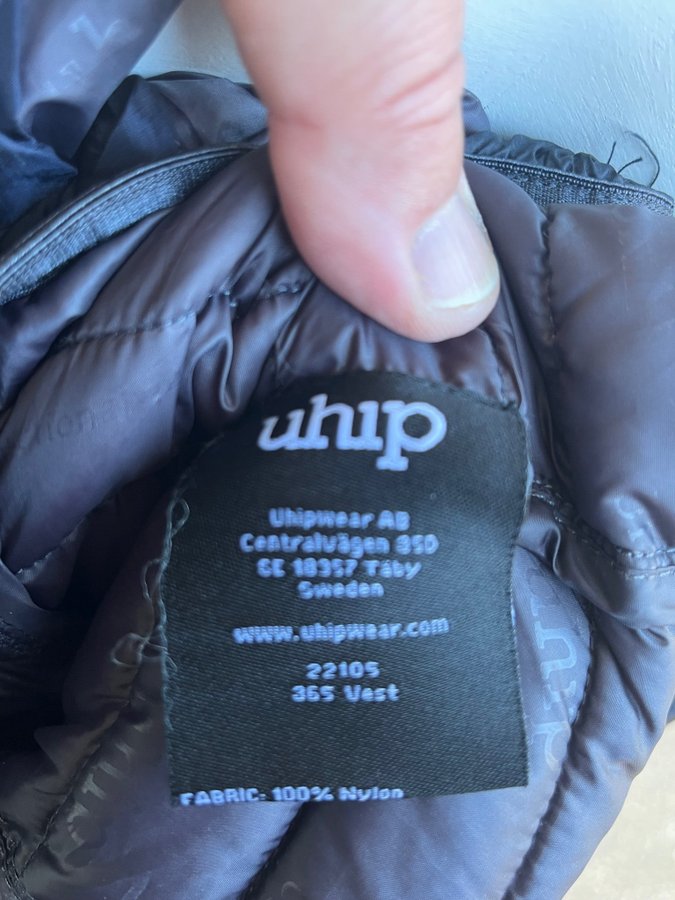 uhip
Uhipwear AB
Centralvägen 35D
SE 18357 Täby
Sweden
www.uhipwear.com
22105
365 Vest
FABRIC: 100% Nylon